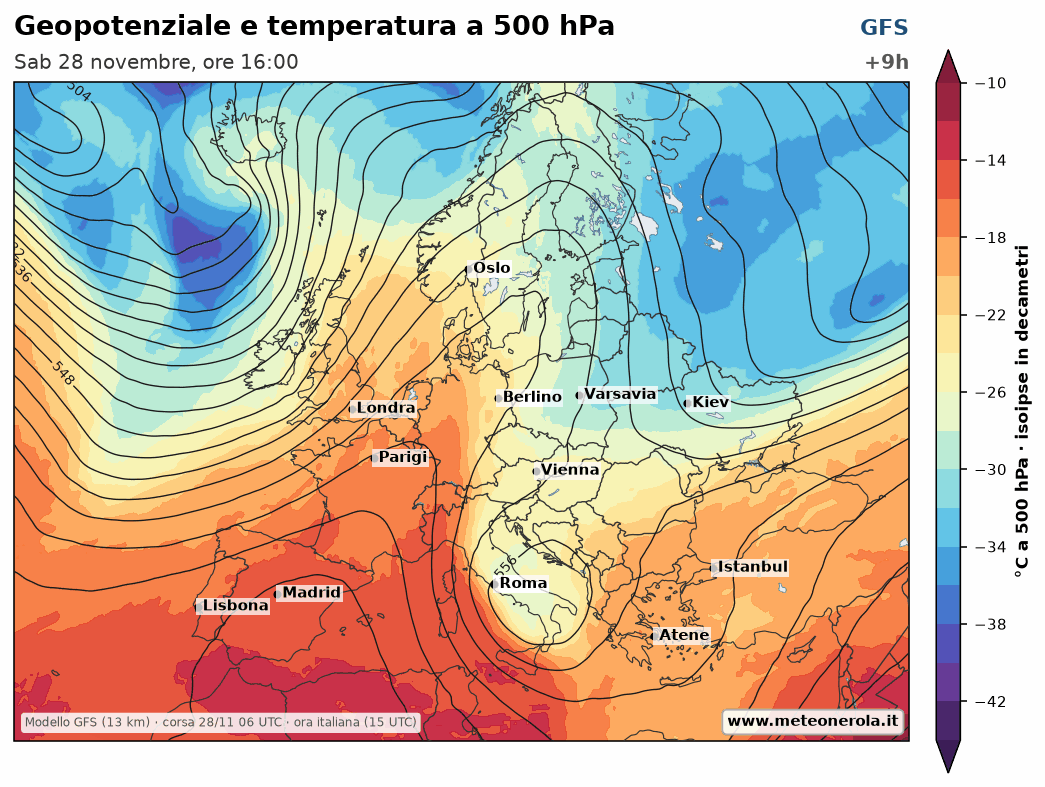 Geopotenziale e temperatura a 500 hPa
GFS
Sab 28 novembre, ore 16:00
+9h
504
536
548
556
Oslo
Berlino
Varsavia
Kiev
Londra
Parigi
Vienna
Istanbul
Roma
Madrid
Lisbona
Atene
Modello GFS (13 km) · corsa 28/11 06 UTC · ora italiana (15 UTC)
www.meteonerola.it
−10
−14
−18
−22
−26
−30
−34
−38
−42
°C a 500 hPa · isoipse in decametri